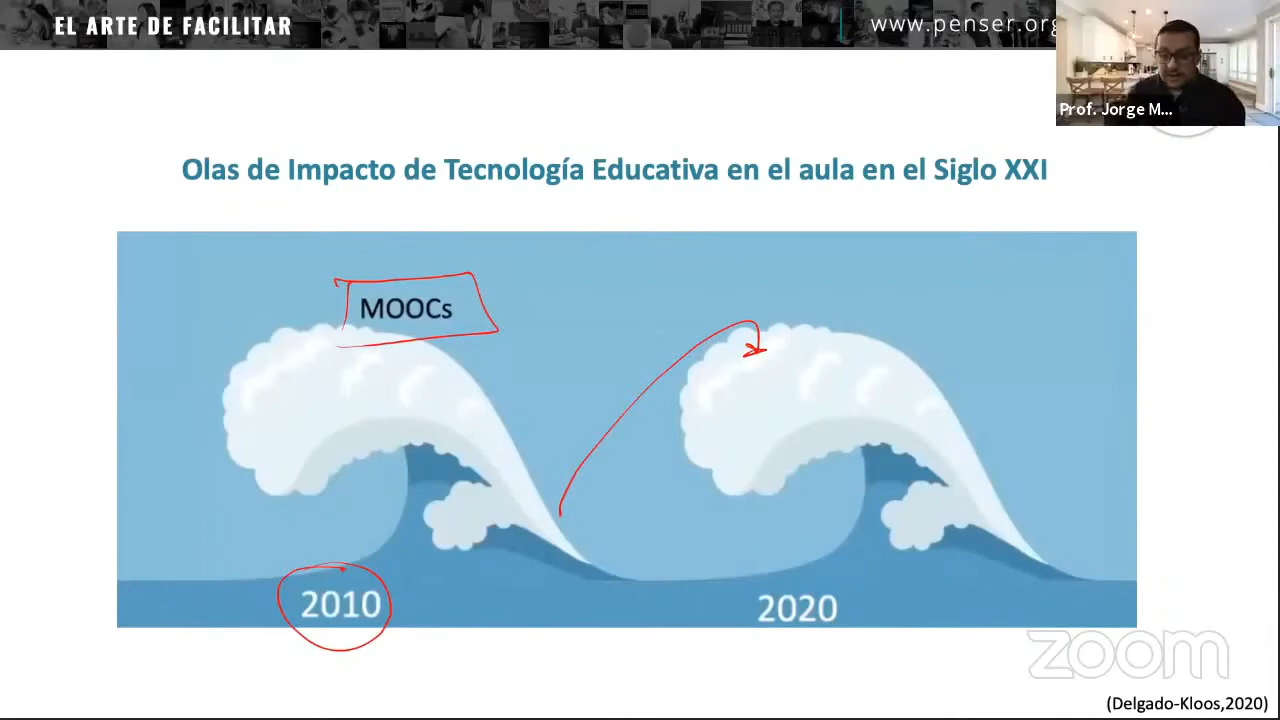 EL ARTE DE FACILITAR
www.penser.org
Prof. Jorge M...
Olas de Impacto de Tecnología Educativa en el aula en el Siglo XXI
MOOCs
2010
2020
zoom
(Delgado-Kloos,2020)